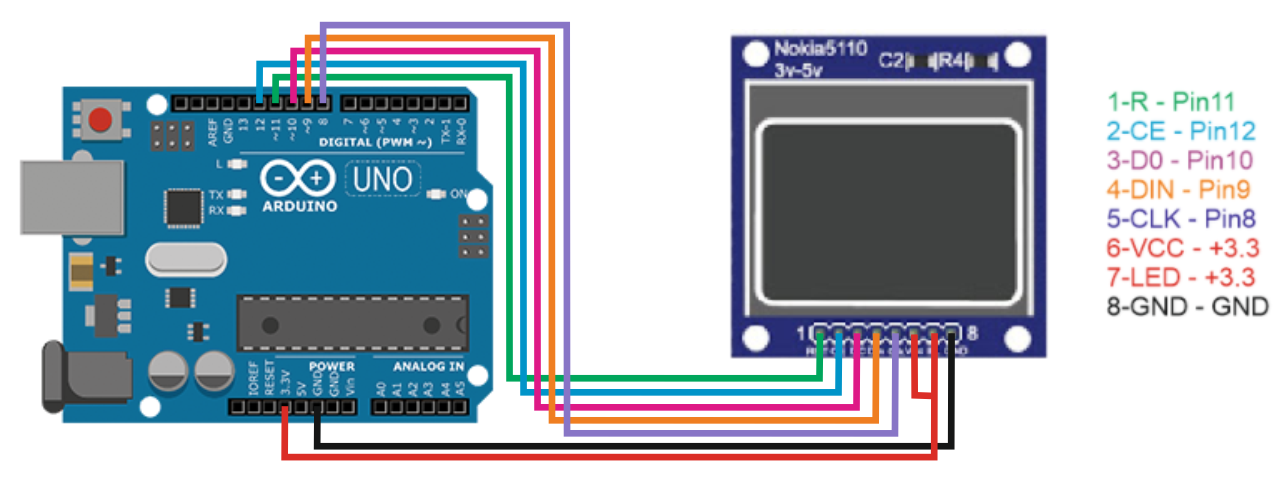 AREF
GND
13
12
~11
~10
~9
8
7
~6
~5
4
~3
2
TX-1
RX-0
DIGITAL (PWM ~)
L
TX
RX
ARDUINO
UNO
ON
IOREF
RESET
3.3V
5V
GND
GND
Vin
POWER
ANALOG IN
A0
A1
A2
A3
A4
A5
Nokia5110
3v-5v
C2
R4
1
8
1-R - Pin11
2-CE - Pin12
3-D0 - Pin10
4-DIN - Pin9
5-CLK - Pin8
6-VCC - +3.3
7-LED - +3.3
8-GND - GND